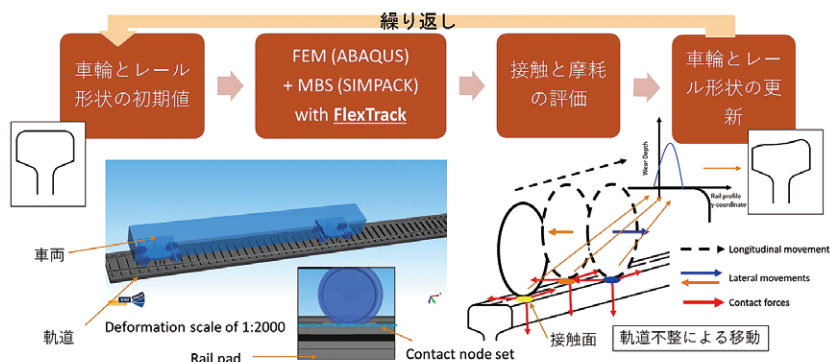 繰り返し
車輪とレール
形状の初期値
FEM (ABAQUS)
+ MBS (SIMPACK)
with FlexTrack
接触と摩耗
の評価
車輪とレー
ル形状の更
新
Wear Depth
Rail profile
y-coordinate
車両
軌道
Deformation scale of 1:2000
Rail pad
Contact node set
接触面
Longitudinal movement
Lateral movements
Contact forces
軌道不整による移動